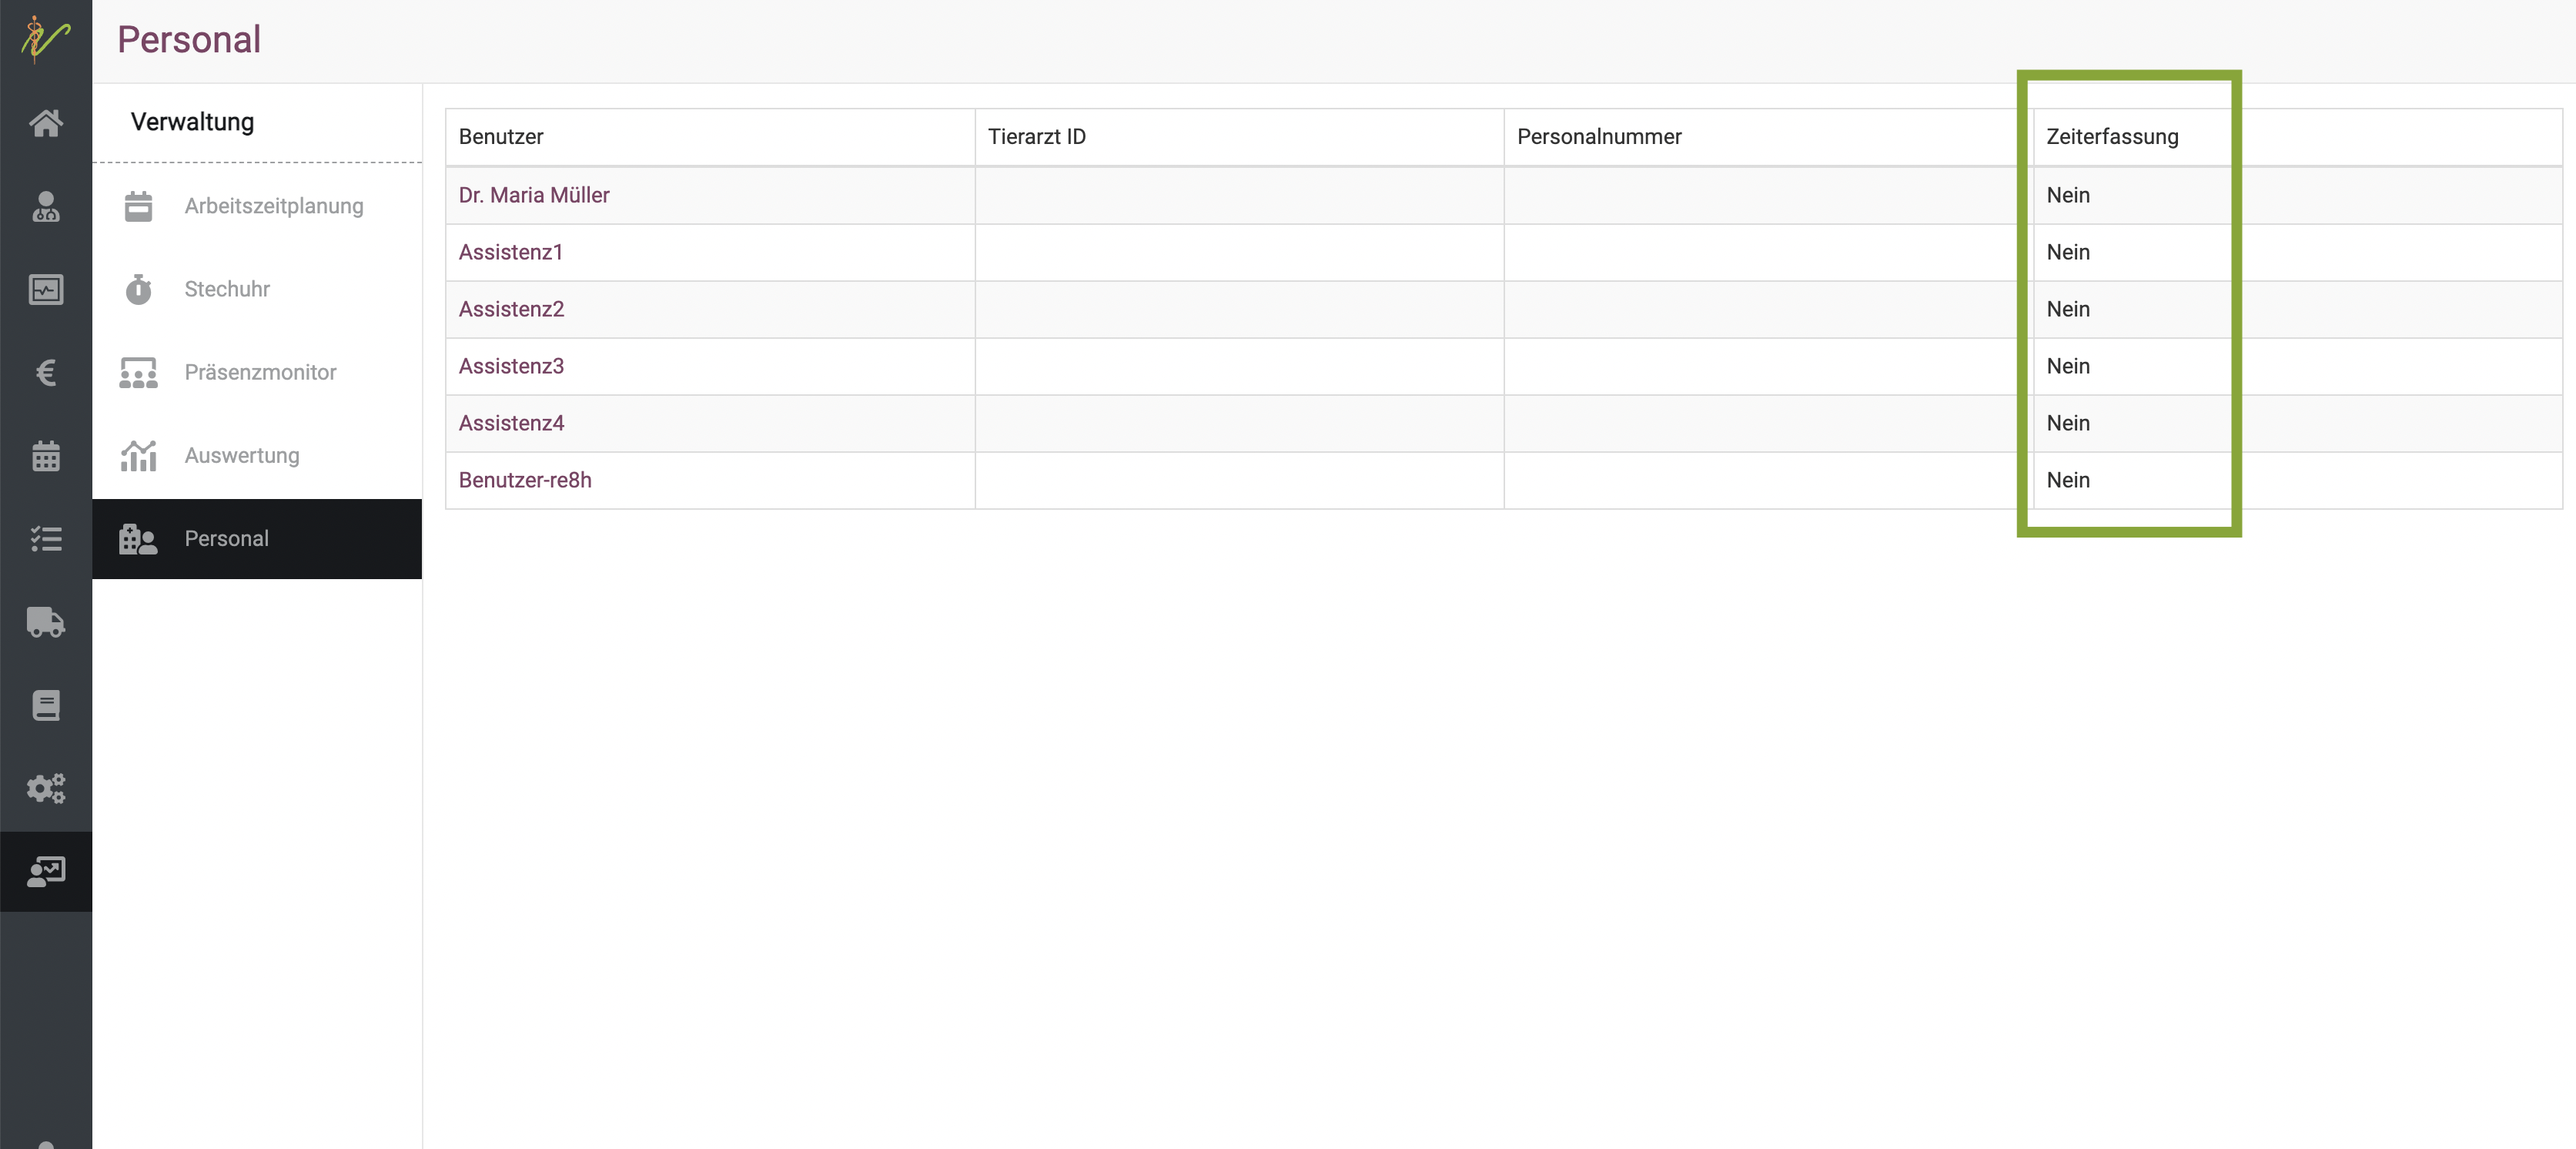 Personal
Verwaltung
Arbeitszeitplanung
Stechuhr
Präsenzmonitor
Auswertung
Personal
Benutzer Tierarzt ID Personalnummer Zeiterfassung
Dr. Maria Müller Nein
Assistenz1 Nein
Assistenz2 Nein
Assistenz3 Nein
Assistenz4 Nein
Benutzer-re8h Nein